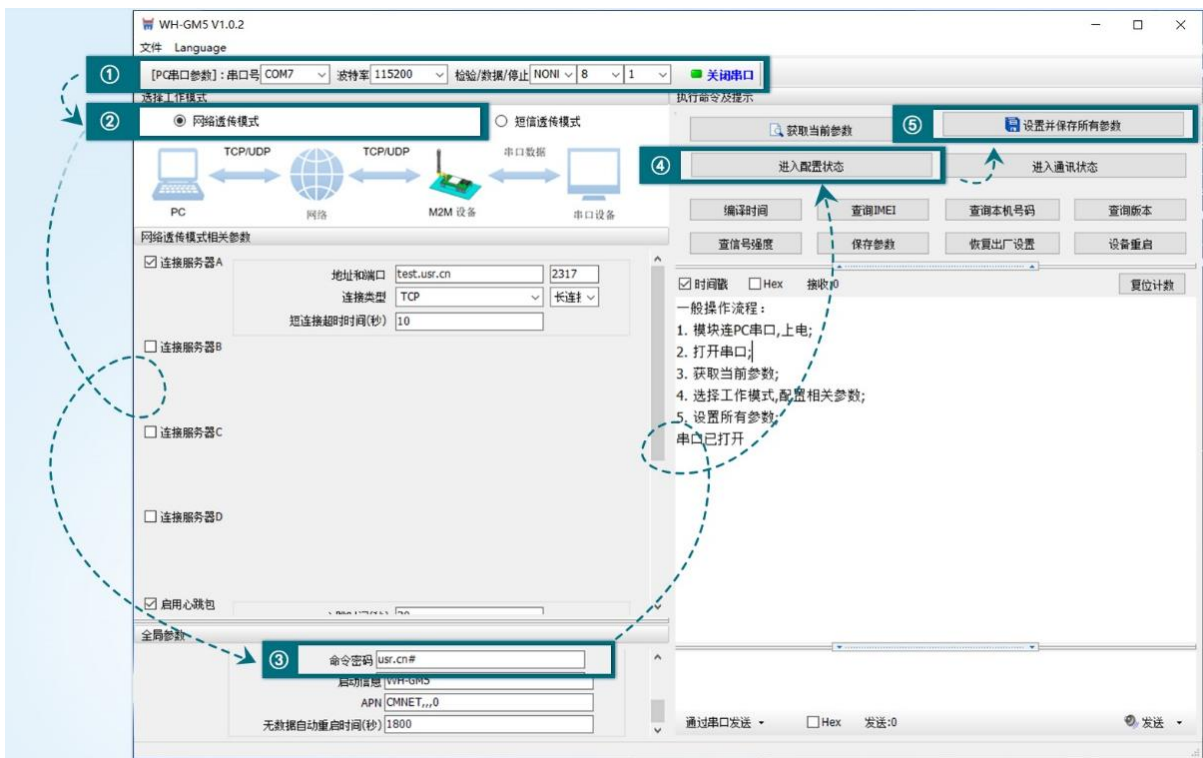 WH-GM5 V1.0.2
文件 Language
① [PC串口参数]：串口号 COM7 波特率 115200 检验/数据/停止 NONI 8 1 关闭串口
选择工作模式
执行命令及提示
② 网络透传模式 短信透传模式
获取当前参数 ⑤ 设置并保存所有参数
④ 进入配置状态 进入通讯状态
TCP/UDP TCP/UDP 串口数据
PC 网络 M2M 设备 串口设备
编译时间 查询IMEI 查询本机号码 查询版本
查信号强度 保存参数 恢复出厂设置 设备重启
网络透传模式相关参数
连接服务器A
地址和端口 test.usr.cn 2317
连接类型 TCP 长连接
短连接超时时间(秒) 10
连接服务器B
连接服务器C
连接服务器D
启用心跳包
时间戳 Hex 接收:0 复位计数
一般操作流程：
1. 模块连PC串口,上电;
2. 打开串口;
3. 获取当前参数;
4. 选择工作模式,配置相关参数;
5. 设置所有参数;
串口已打开
全局参数
③ 命令密码 usr.cn#
启动信息 WH-GM5
APN CMNET,,,0
无数据自动重启时间(秒) 1800
通过串口发送 Hex 发送:0 发送